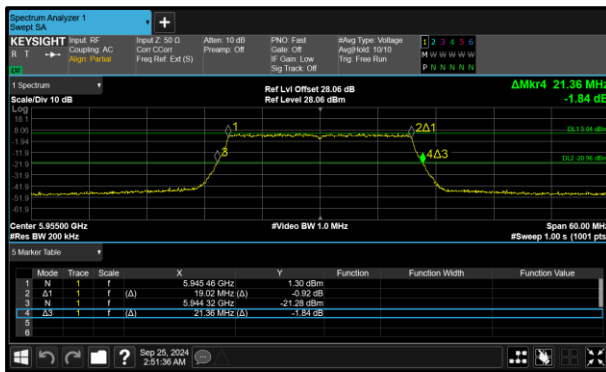 Spectrum Analyzer 1
Swept SA
KEYSIGHT Input: RF Input Z: 50 Ω Atten: 10 dB PNO: Fast #Avg Type: Voltage 1 2 3 4 5 6
R T Coupling: AC Corr CCorr Preamp: Off Gate: Off Avg|Hold: 10/10 M W W W W W
Align: Partial Freq Ref: Ext (S) IF Gain: Low Trig: Free Run
Sig Track: Off P N N N N N
1 Spectrum Ref Lvl Offset 28.06 dB ΔMkr4 21.36 MHz
Scale/Div 10 dB Ref Level 28.06 dBm -1.84 dB
Log
18.1
8.06 1 2Δ1 DL1 5.04 dBm
-1.94
-11.9 3 4Δ3
-21.9 DL2 -20.96 dBm
-31.9
-41.9
-51.9
-61.9
Center 5.95500 GHz #Video BW 1.0 MHz Span 60.00 MHz
#Res BW 200 kHz #Sweep 1.00 s (1001 pts
5 Marker Table
Mode Trace Scale X Y Function Function Width Function Value
1 N 1 f 5.945 46 GHz 1.30 dBm
2 Δ1 1 f (Δ) 19.02 MHz (Δ) -0.92 dB
3 N 1 f 5.944 32 GHz -21.28 dBm
4 Δ3 1 f (Δ) 21.36 MHz (Δ) -1.84 dB
5
6
? Sep 25, 2024
2:51:36 AM